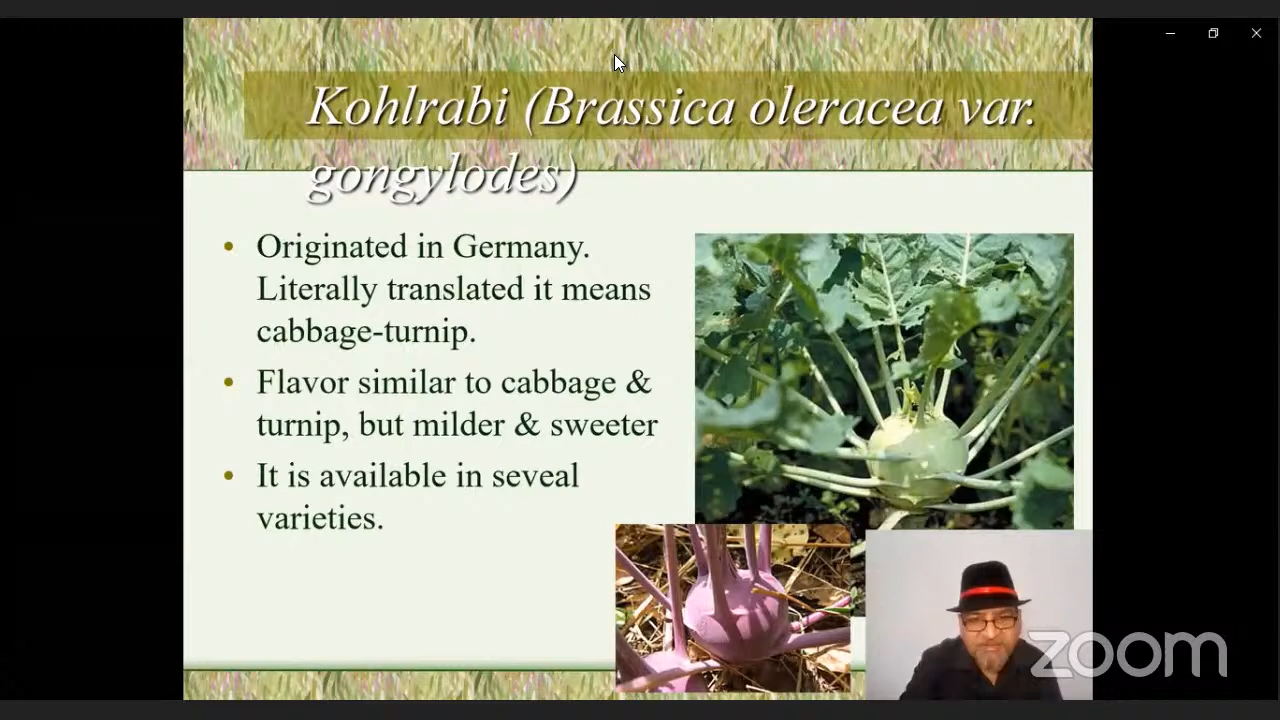 Kohlrabi (Brassica oleracea var.
gongylodes)
• Originated in Germany.
Literally translated it means
cabbage-turnip.
• Flavor similar to cabbage &
turnip, but milder & sweeter
• It is available in seveal
varieties.
zoom